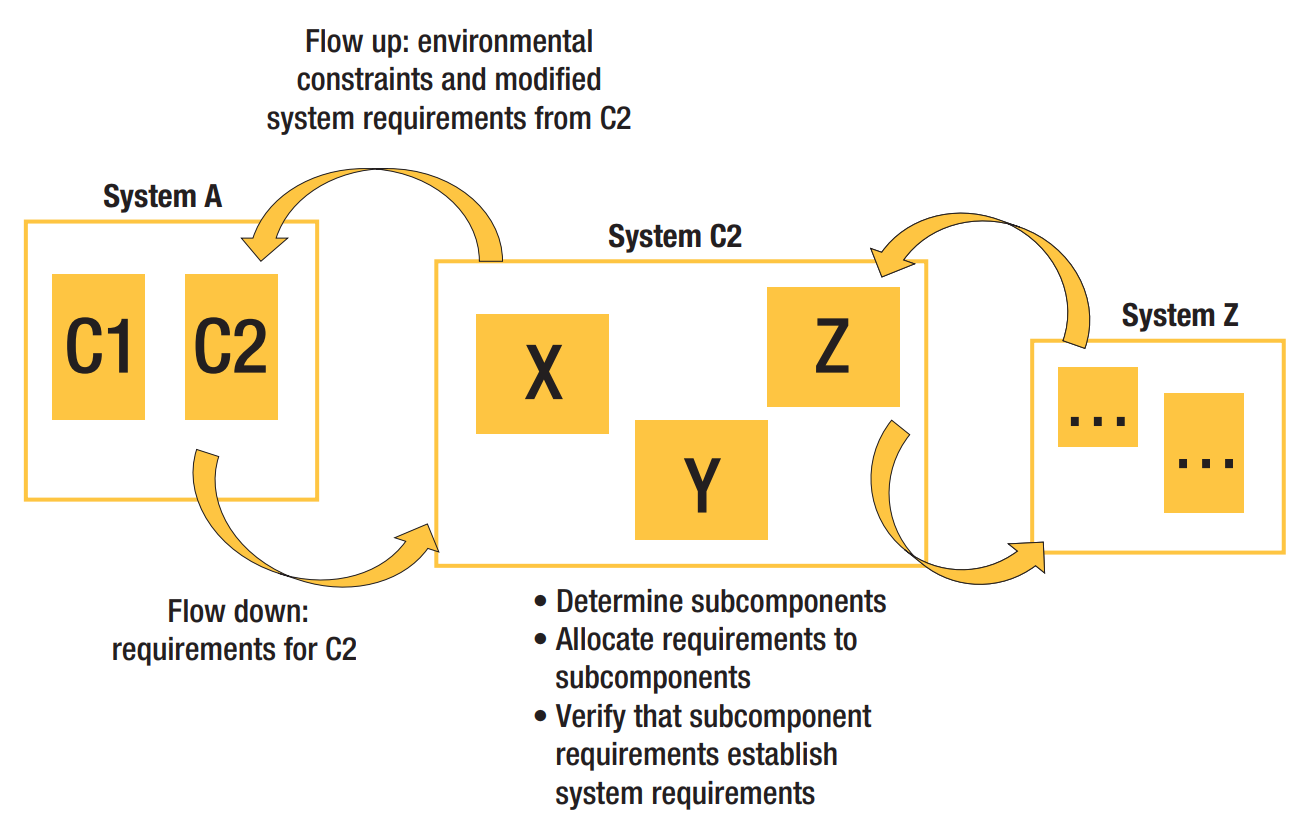 Flow up: environmental
constraints and modified
system requirements from C2
System A
C1
C2
System C2
X
Y
Z
System Z
...
...
Flow down:
requirements for C2
• Determine subcomponents
• Allocate requirements to
subcomponents
• Verify that subcomponent
requirements establish
system requirements